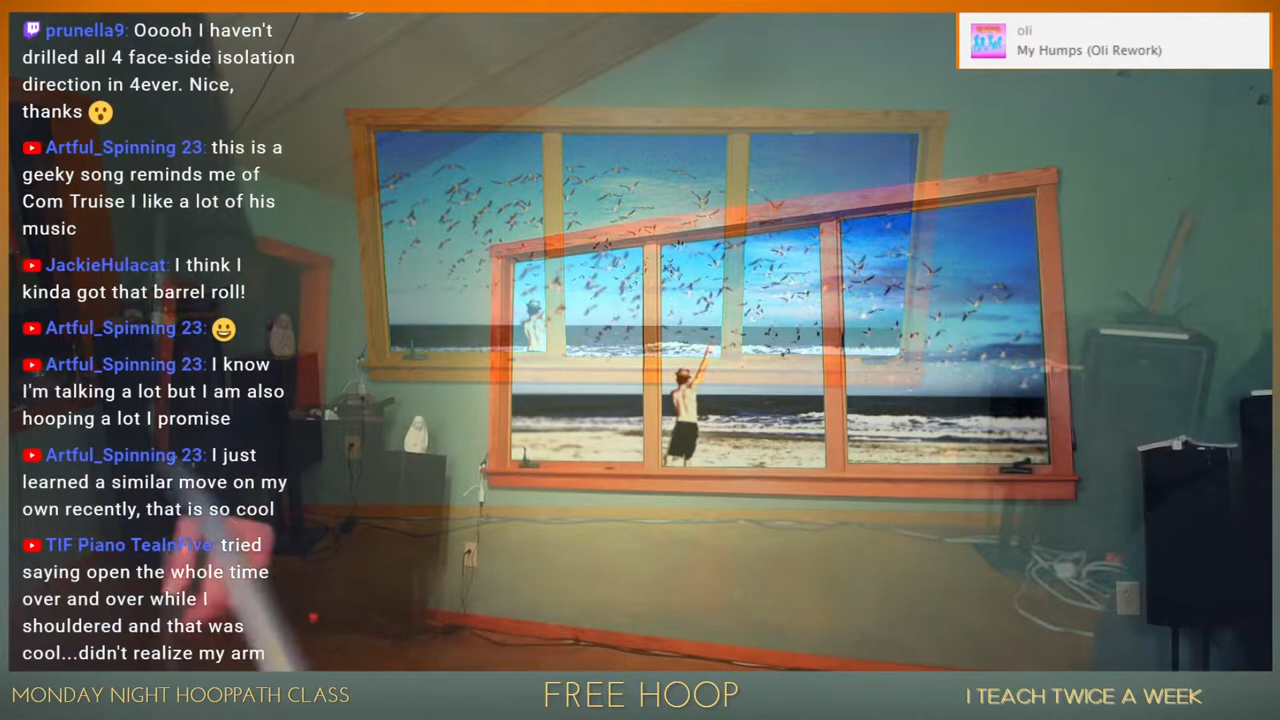 prunella9: Ooooh I haven't
drilled all 4 face-side isolation
direction in 4ever. Nice,
thanks 😮
Artful_Spinning 23: this is a
geeky song reminds me of
Com Truise I like a lot of his
music
JackieHulacat: I think I
kinda got that barrel roll!
Artful_Spinning 23: 😀
Artful_Spinning 23: I know
I'm talking a lot but I am also
hooping a lot I promise
Artful_Spinning 23: I just
learned a similar move on my
own recently, that is so cool
TIF Piano TeaInFive: tried
saying open the whole time
over and over while I
shouldered and that was
cool...didn't realize my arm
oli
My Humps (Oli Rework)
MONDAY NIGHT HOOPPATH CLASS
FREE HOOP
I TEACH TWICE A WEEK